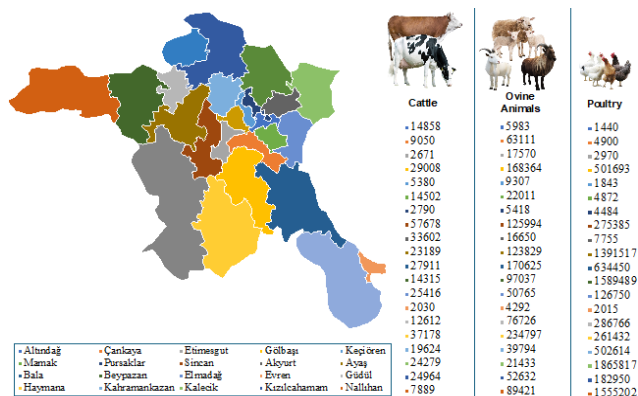 Cattle
Ovine
Animals
Poultry
14858 5983 1440
9050 63111 4900
2671 17570 2970
29008 168364 501693
5380 9307 1843
14502 22011 4872
2790 5418 4484
57678 125994 275385
33602 16650 7755
23189 123829 1391517
27911 170625 634450
14315 97037 1589489
25416 50765 126750
2030 4292 2015
12612 76726 286766
37178 234797 261432
19624 39794 502614
24279 21433 1865817
24964 52632 182950
7889 89421 1555202
Altındağ Çankaya Etimesgut Gölbaşı Keçiören
Mamak Pursaklar Sincan Akyurt Ayaş
Bala Beypazarı Elmadağ Evren Güdül
Haymana Kahramankazan Kalecik Kızılcahamam Nallıhan